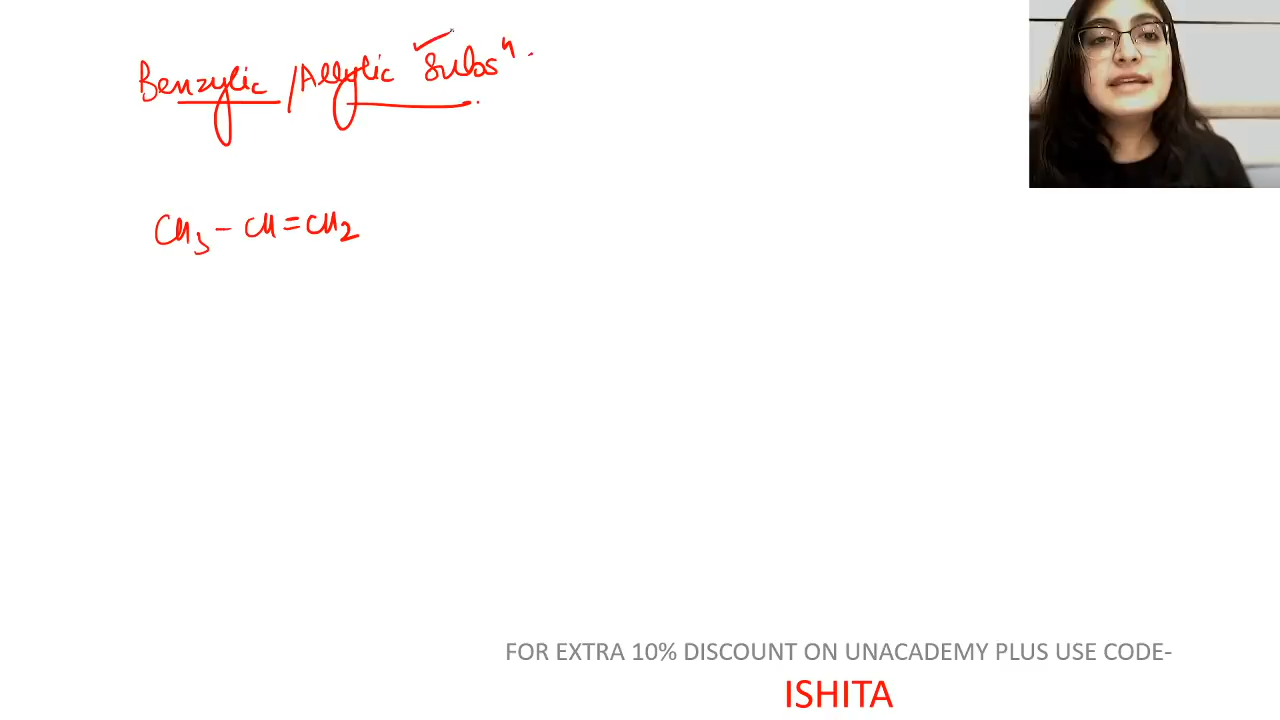 Benzylic / Allylic Subsⁿ.
CH₃ – CH = CH₂
FOR EXTRA 10% DISCOUNT ON UNACADEMY PLUS USE CODE-
ISHITA